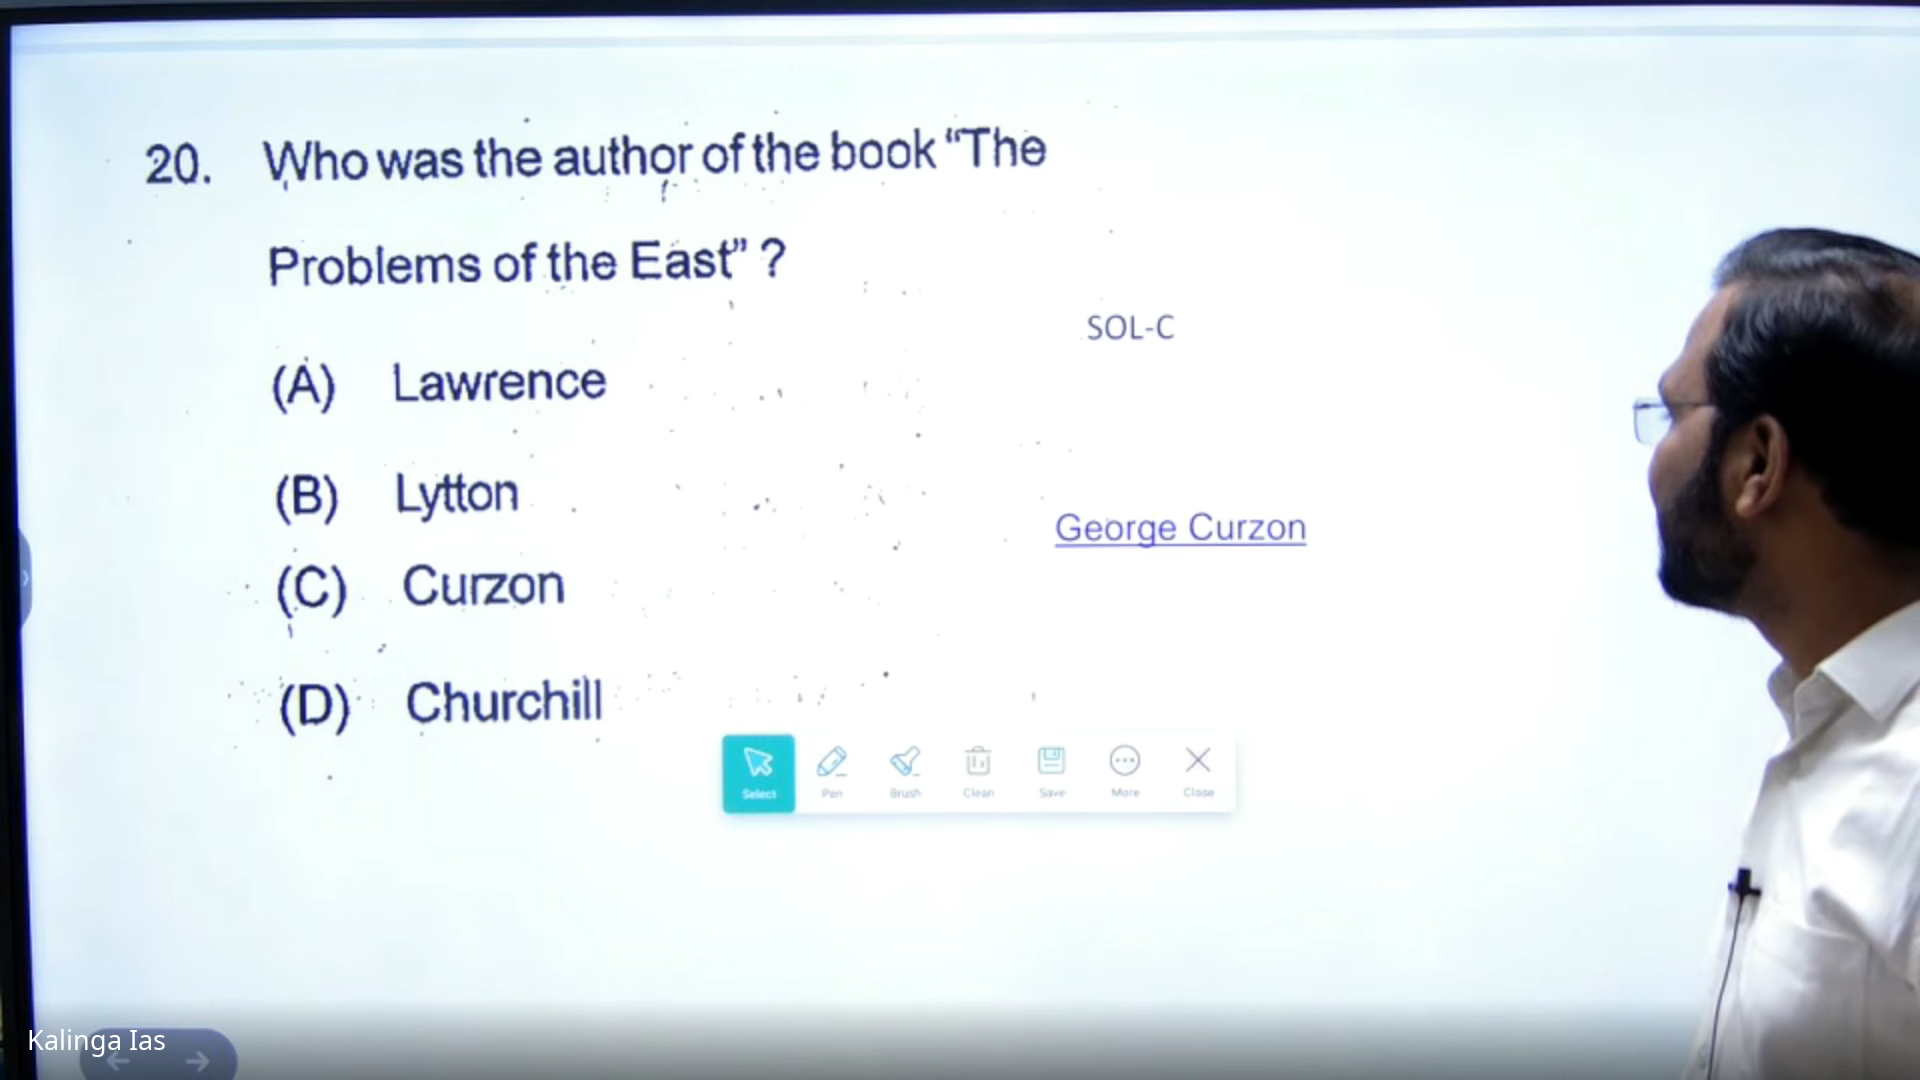 20. Who was the author of the book “The
Problems of the East” ?
SOL-C
(A) Lawrence
(B) Lytton
George Curzon
(C) Curzon
(D) Churchill
Select Pen Brush Clean Save More Close
Kalinga Ias